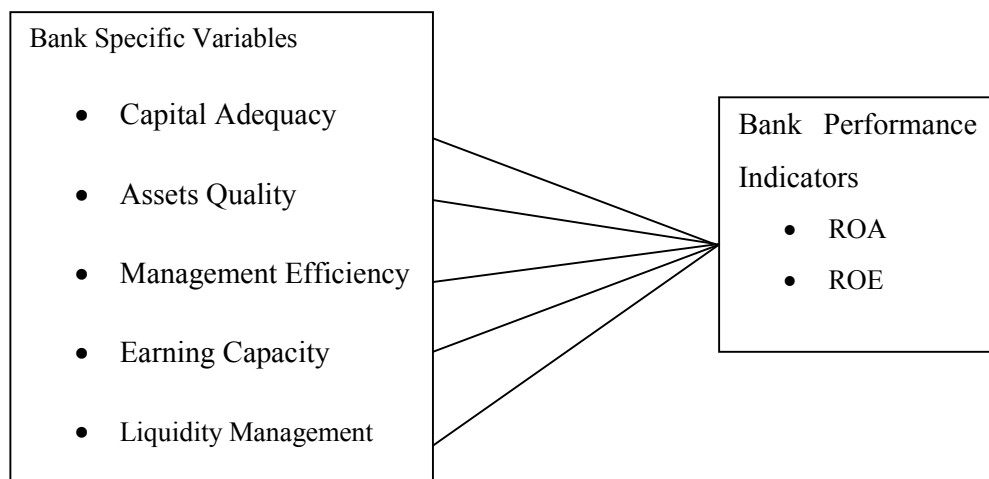 Bank Specific Variables
• Capital Adequacy
• Assets Quality
• Management Efficiency
• Earning Capacity
• Liquidity Management
Bank Performance
Indicators
• ROA
• ROE